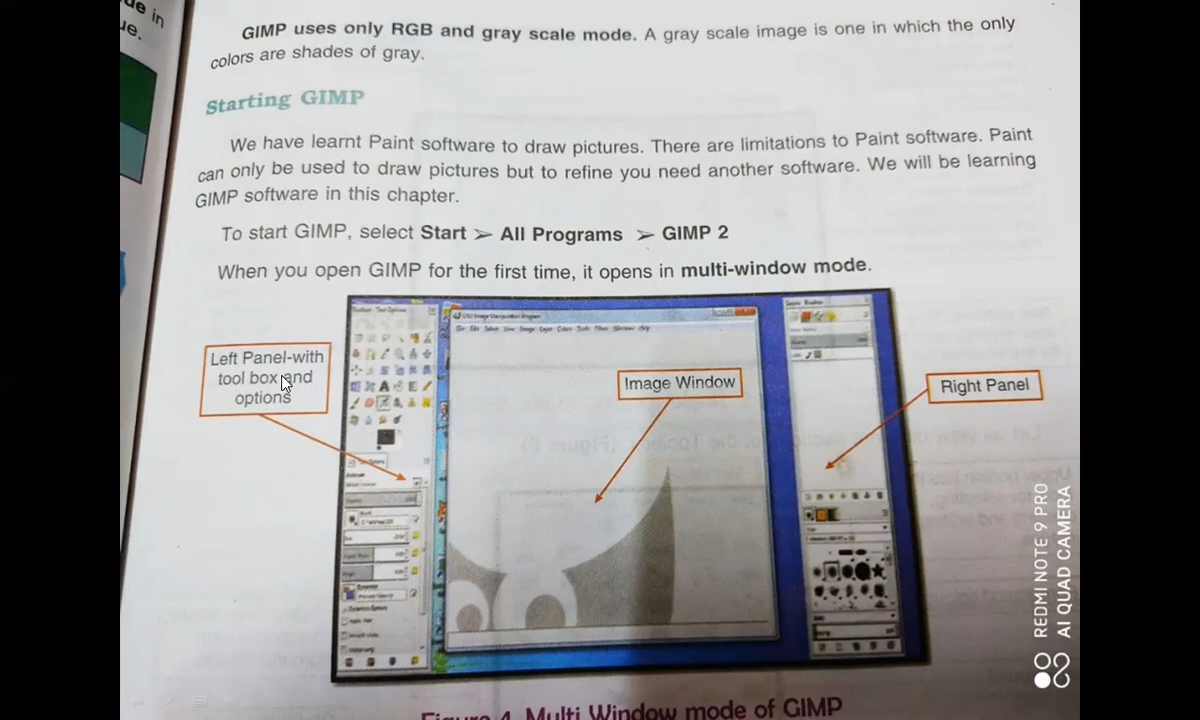 de in
ue.
GIMP uses only RGB and gray scale mode. A gray scale image is one in which the only
colors are shades of gray.
Starting GIMP
We have learnt Paint software to draw pictures. There are limitations to Paint software. Paint
can only be used to draw pictures but to refine you need another software. We will be learning
GIMP software in this chapter.
To start GIMP, select Start ➢ All Programs ➢ GIMP 2
When you open GIMP for the first time, it opens in multi-window mode.
Left Panel-with
tool box and
options
Image Window
Right Panel
Figure 4 Multi Window mode of GIMP
REDMI NOTE 9 PRO
AI QUAD CAMERA